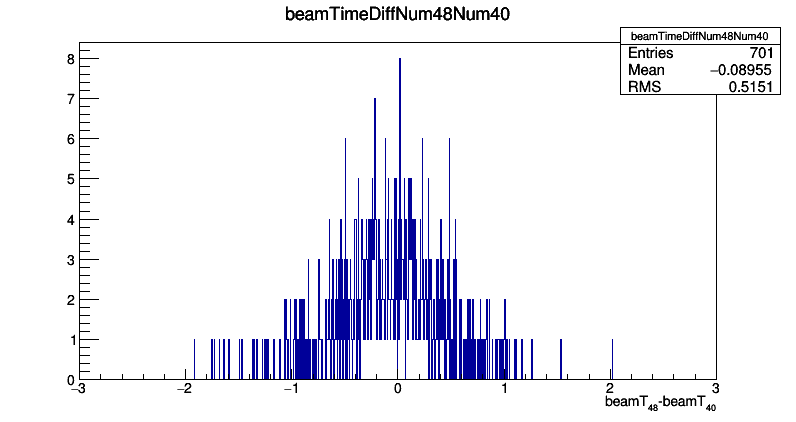 beamTimeDiffNum48Num40
beamTimeDiffNum48Num40
Entries 701
Mean −0.08955
RMS 0.5151
8
7
6
5
4
3
2
1
0
−3 −2 −1 0 1 2 3
beamT48-beamT40